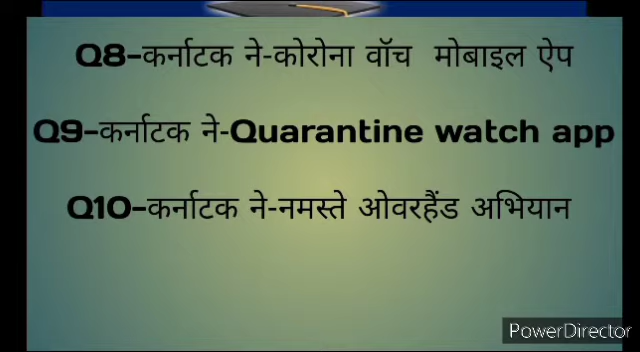 Q8-कर्नाटक ने-कोरोना वॉच मोबाइल ऐप
Q9-कर्नाटक ने-Quarantine watch app
Q10-कर्नाटक ने-नमस्ते ओवरहैंड अभियान
PowerDirector